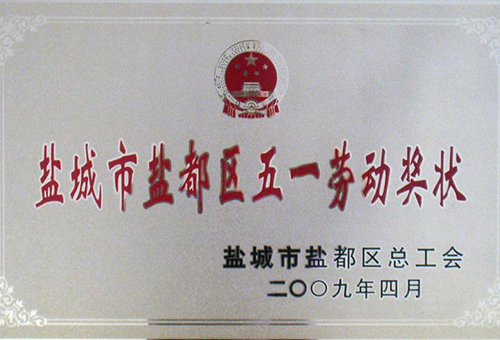 盐城市盐都区五一劳动奖状
盐城市盐都区总工会
二〇〇九年四月